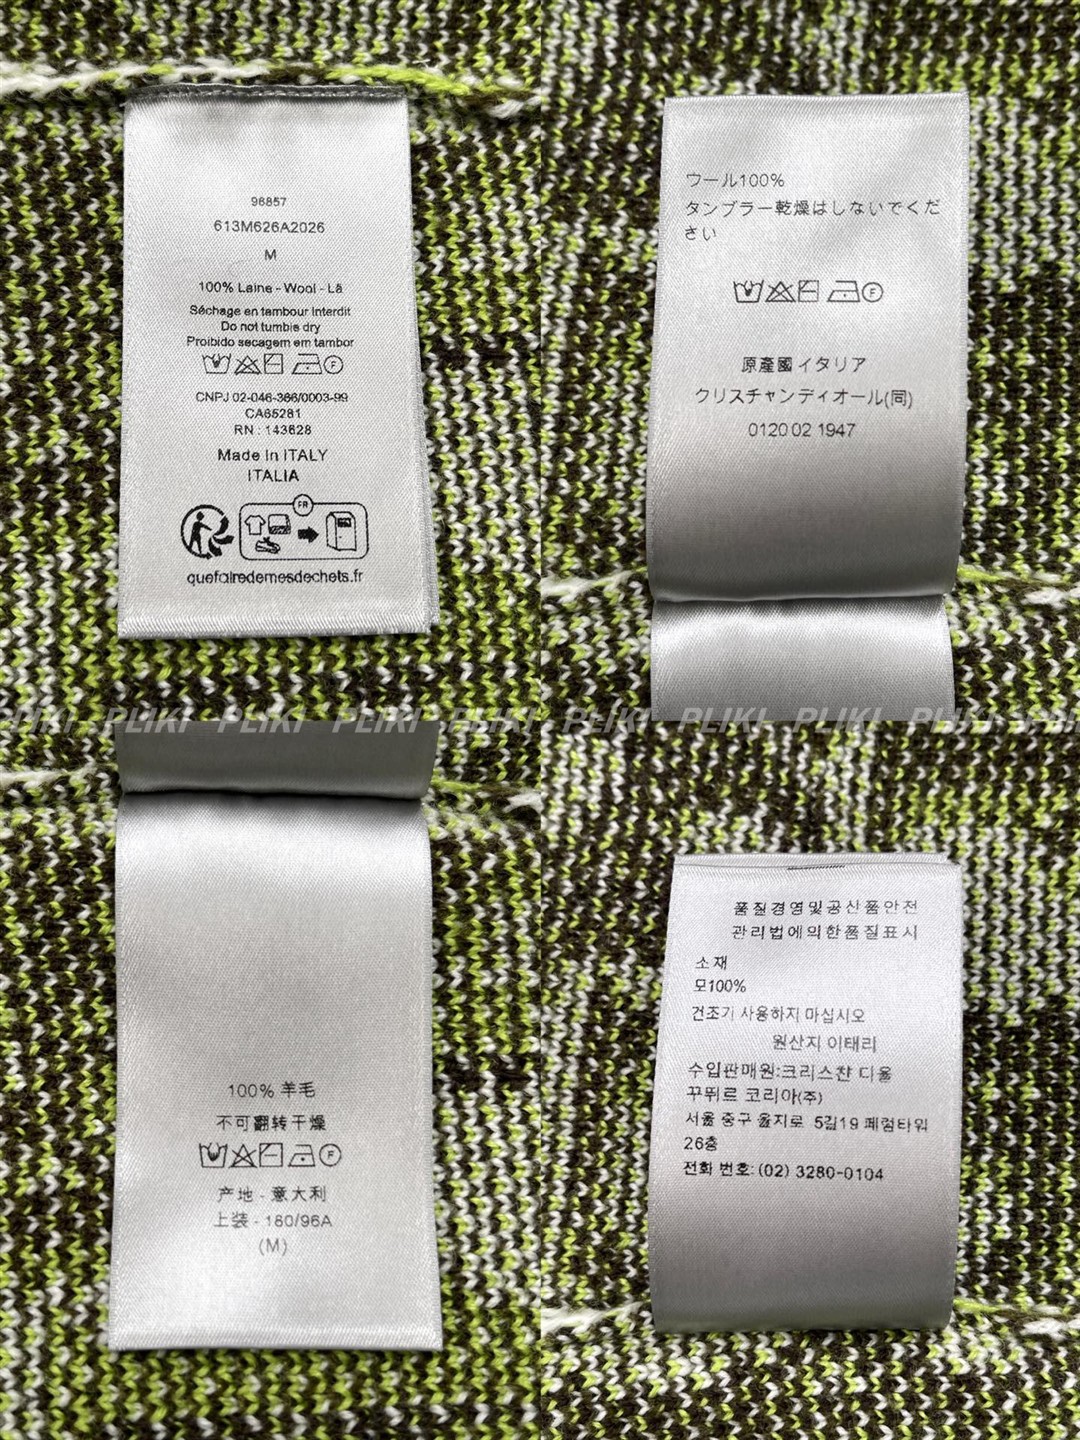 96857
613M626A2026
M
100% Laine - Wool - Lã
Séchage en tambour interdit
Do not tumble dry
Proibido secagem em tambor
F
CNPJ 02-046-366/0003-99
CA65281
RN : 143628
Made in ITALY
ITALIA
FR
quefairedemesdechets.fr
ウール100%
タンブラー乾燥はしないでくだ
さい
F
原產國イタリア
クリスチャンディオール(同)
0120 02 1947
PLIKI PLIKI PLIKI PLIKI PLIKI PLIKI PLIKI PLIKI PLIKI
100% 羊毛
不可翻转干燥
F
产地 - 意大利
上装 - 180/96A
(M)
품질경영및공산품안전
관리법에의한품질표시
소재
모100%
건조기 사용하지 마십시오
원산지 이태리
수입판매원:크리스챤 디올
꾸뛰르 코리아(주)
서울 중구 을지로 5길19 페럼타워
26층
전화 번호: (02) 3280-0104